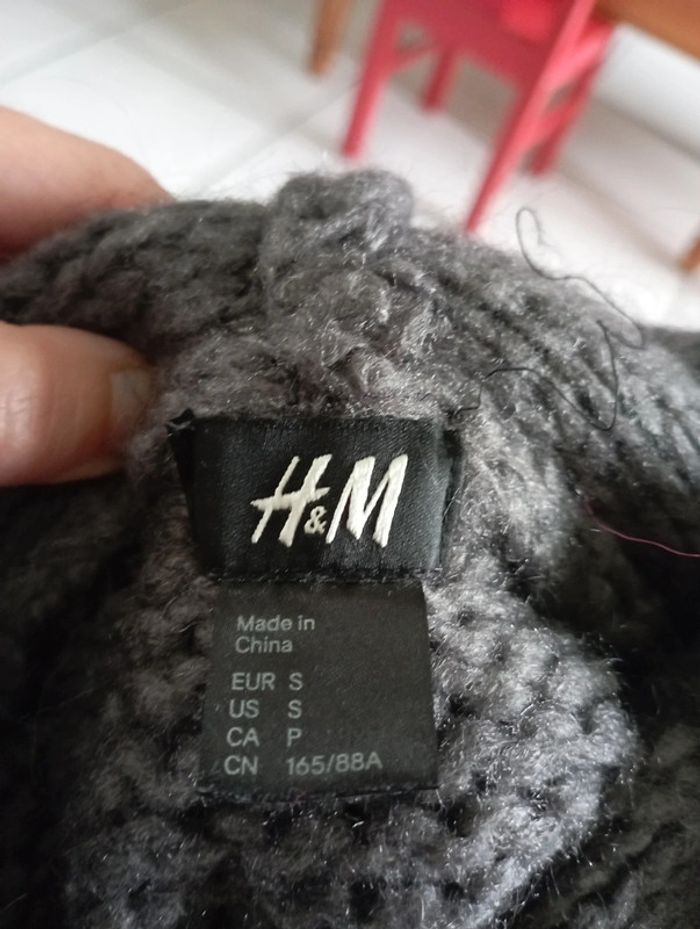 H&M
Made in
China
EUR S
US S
CA P
CN 165/88A